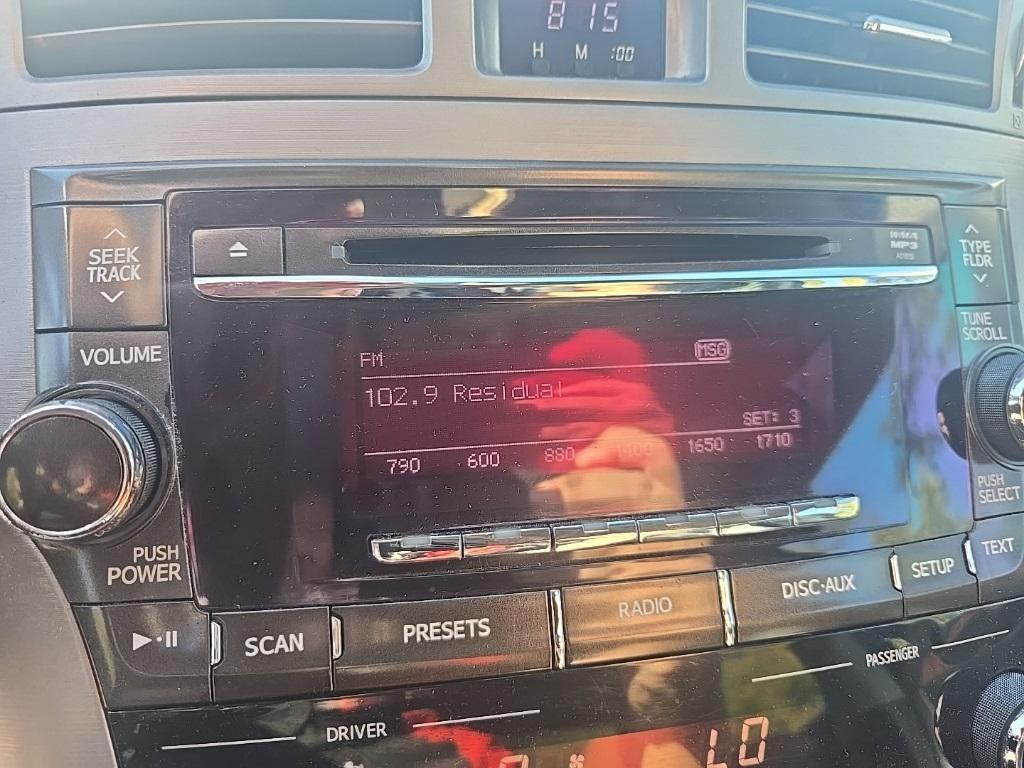 8 15
H M :00
SEEK
TRACK
TYPE
FLDR
MP3
VOLUME
TUNE
SCROLL
FM MSG
102.9 Residual
SET: 3
790 600 880 1400 1650 1710
PUSH
SELECT
PUSH
POWER
SCAN PRESETS RADIO DISC·AUX SETUP TEXT
DRIVER PASSENGER
LO